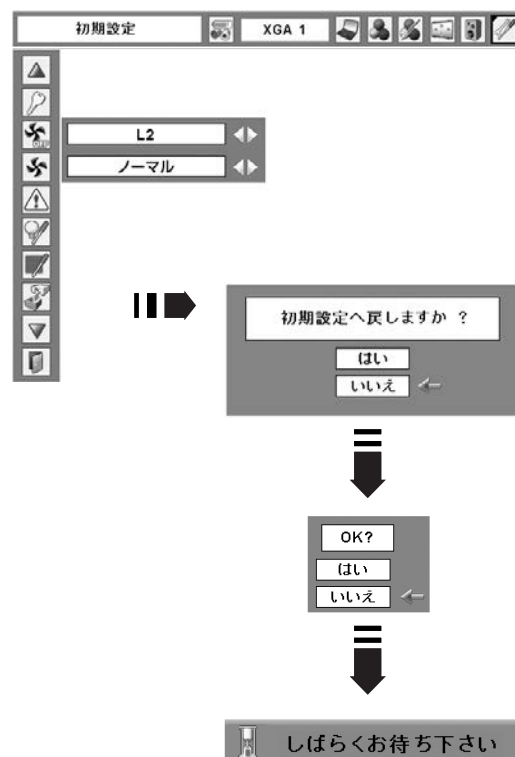 初期設定
XGA 1
OFF
L2
ノーマル
初期設定へ戻しますか ?
はい
いいえ
OK?
はい
いいえ
しばらくお待ち下さい